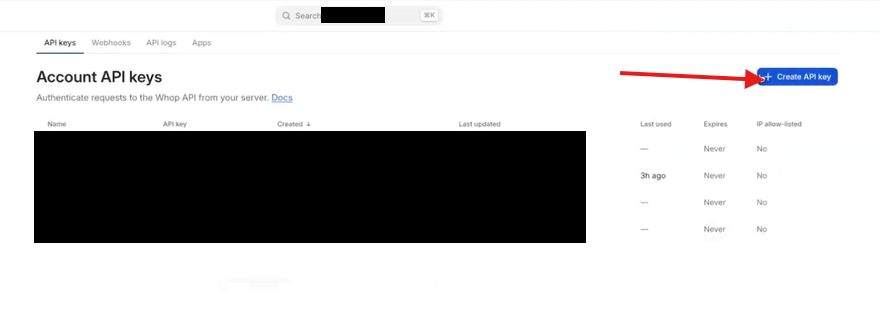 Search ⌘K
API keys Webhooks API logs Apps
Account API keys
+ Create API key
Authenticate requests to the Whop API from your server. Docs
Name API key Created ↓ Last updated Last used Expires IP allow-listed
— Never No
3h ago Never No
— Never No
— Never No